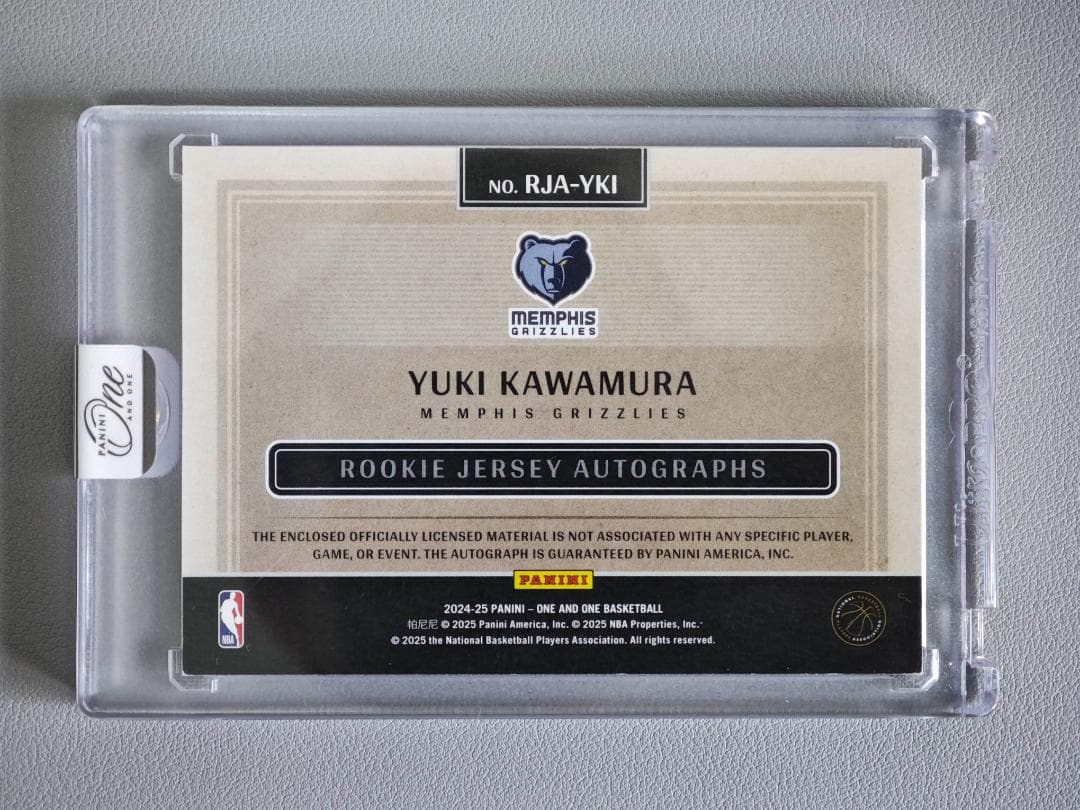 NO. RJA-YKI
MEMPHIS
GRIZZLIES
YUKI KAWAMURA
MEMPHIS GRIZZLIES
PANINI
One
AND ONE
ROOKIE JERSEY AUTOGRAPHS
THE ENCLOSED OFFICIALLY LICENSED MATERIAL IS NOT ASSOCIATED WITH ANY SPECIFIC PLAYER,
GAME, OR EVENT. THE AUTOGRAPH IS GUARANTEED BY PANINI AMERICA, INC.
PANINI
NBA
2024-25 PANINI – ONE AND ONE BASKETBALL
帕尼尼 © 2025 Panini America, Inc. © 2025 NBA Properties, Inc.
© 2025 the National Basketball Players Association. All rights reserved.